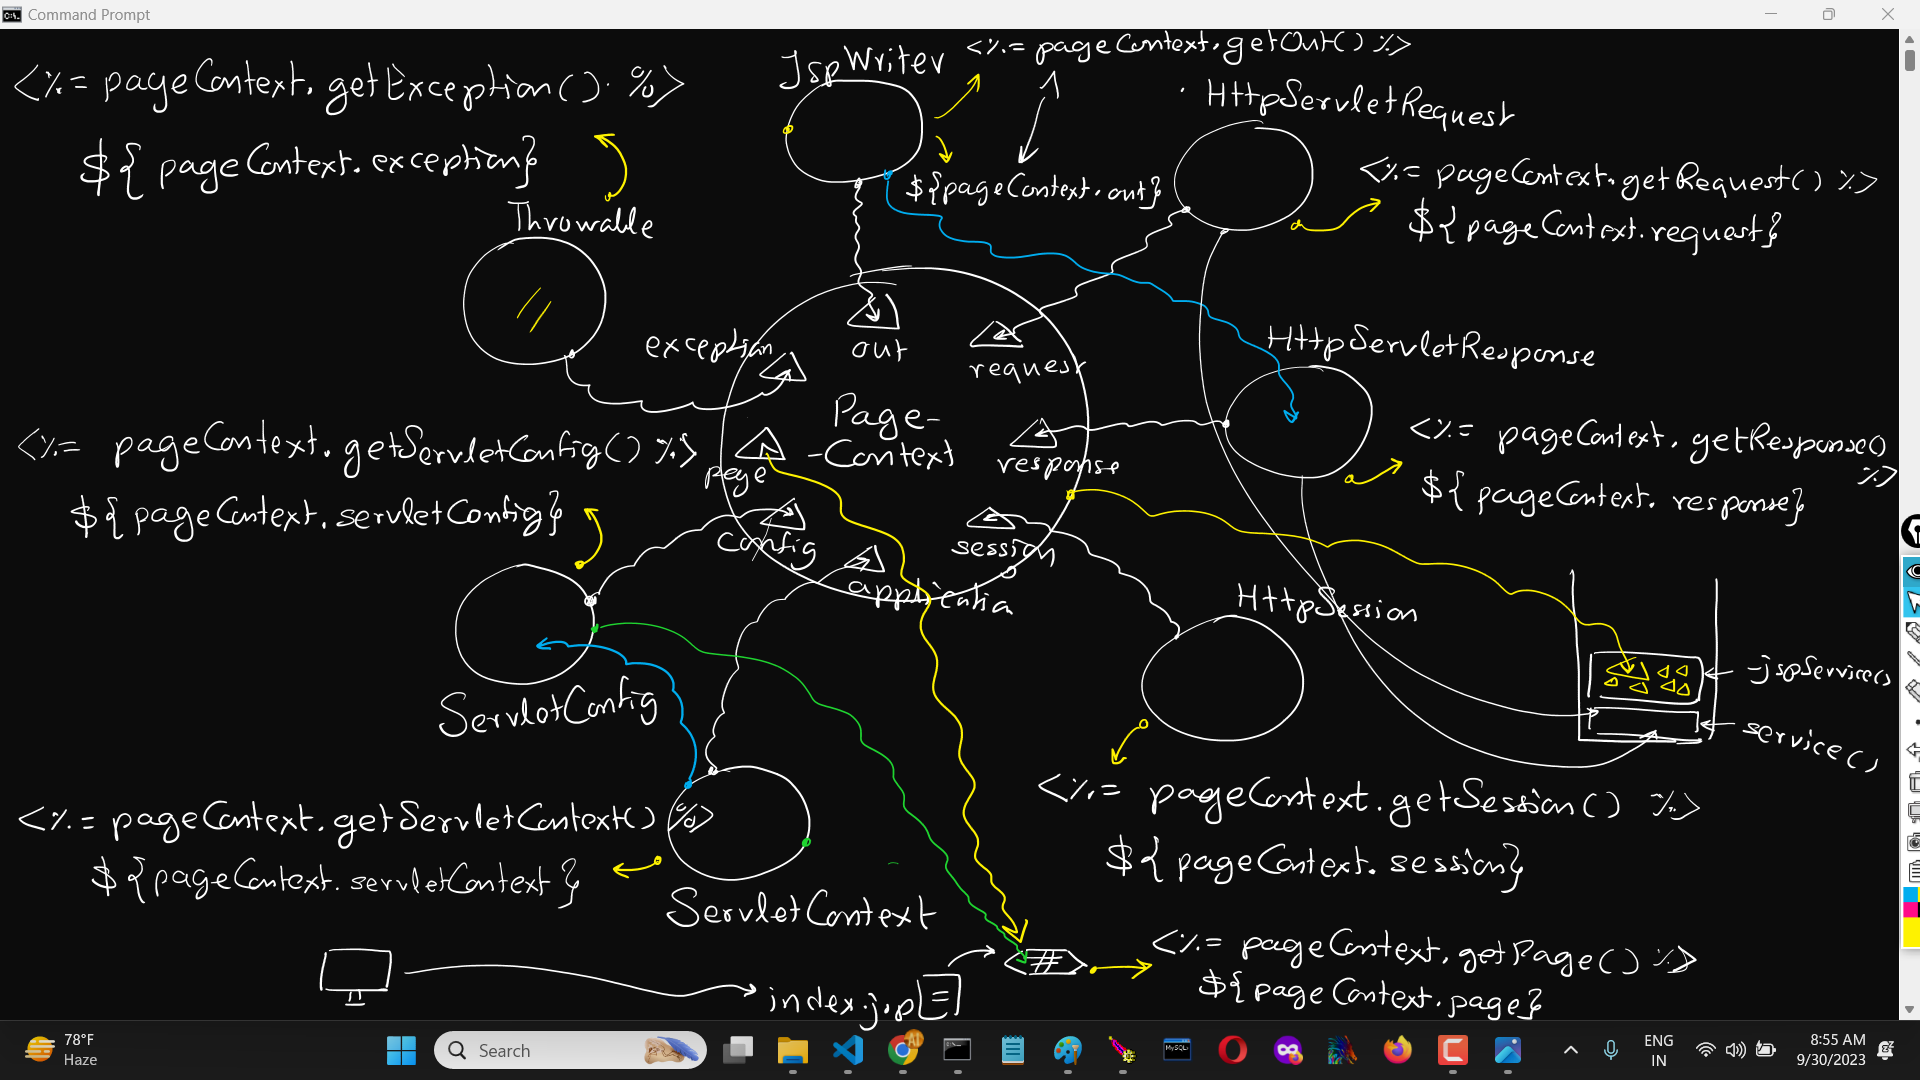 Command Prompt
<%= pageContext.getException() %>
${ pageContext.exception}
Throwable
JspWriter
<%= pageContext.getOut() %>
${pageContext.out}
HttpServletRequest
<%= pageContext.getRequest() %>
${ pageContext.request}
exception
out
request
HttpServletResponse
Page-
-Context
page
response
<%= pageContext.getResponse()
%>
${ pageContext. response}
<%= pageContext.getServletConfig() %>
${pageContext.servletConfig}
config
session
application
ServletConfig
HttpSession
-jspService()
service()
<%= pageContext.getServletContext() %>
${pageContext.servletContext}
ServletContext
<%= pageContext.getSession() %>
${ pageContext. session}
index.jsp
<%= pageContext.getPage() %>
${pageContext.page}
78°F
Haze
Search
MySQL
AI
ENG
IN
8:55 AM
9/30/2023